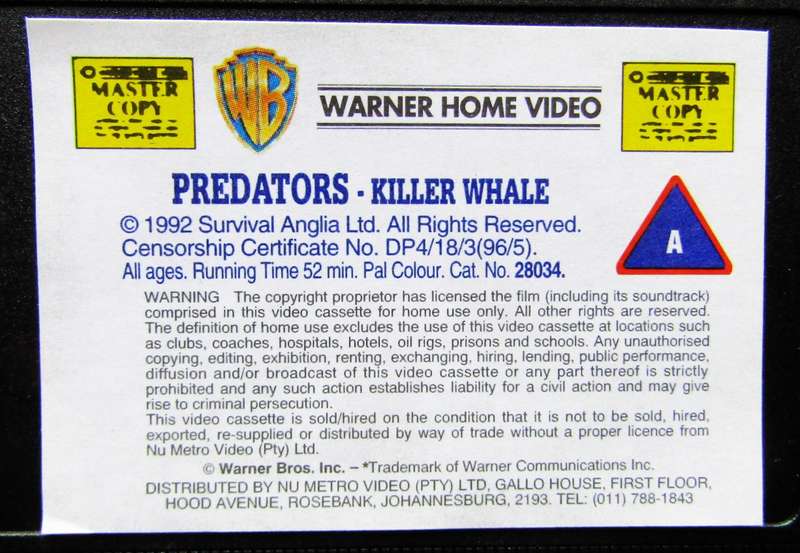 MASTER COPY
WB
WARNER HOME VIDEO
MASTER COPY
PREDATORS - KILLER WHALE
© 1992 Survival Anglia Ltd. All Rights Reserved.
Censorship Certificate No. DP4/18/3(96/5).
All ages. Running Time 52 min. Pal Colour. Cat. No. 28034.
A
WARNING The copyright proprietor has licensed the film (including its soundtrack)
comprised in this video cassette for home use only. All other rights are reserved.
The definition of home use excludes the use of this video cassette at locations such
as clubs, coaches, hospitals, hotels, oil rigs, prisons and schools. Any unauthorised
copying, editing, exhibition, renting, exchanging, hiring, lending, public performance,
diffusion and/or broadcast of this video cassette or any part thereof is strictly
prohibited and any such action establishes liability for a civil action and may give
rise to criminal persecution.
This video cassette is sold/hired on the condition that it is not to be sold, hired,
exported, re-supplied or distributed by way of trade without a proper licence from
Nu Metro Video (Pty) Ltd.
© Warner Bros. Inc. – *Trademark of Warner Communications Inc.
DISTRIBUTED BY NU METRO VIDEO (PTY) LTD, GALLO HOUSE, FIRST FLOOR,
HOOD AVENUE, ROSEBANK, JOHANNESBURG, 2193. TEL: (011) 788-1843